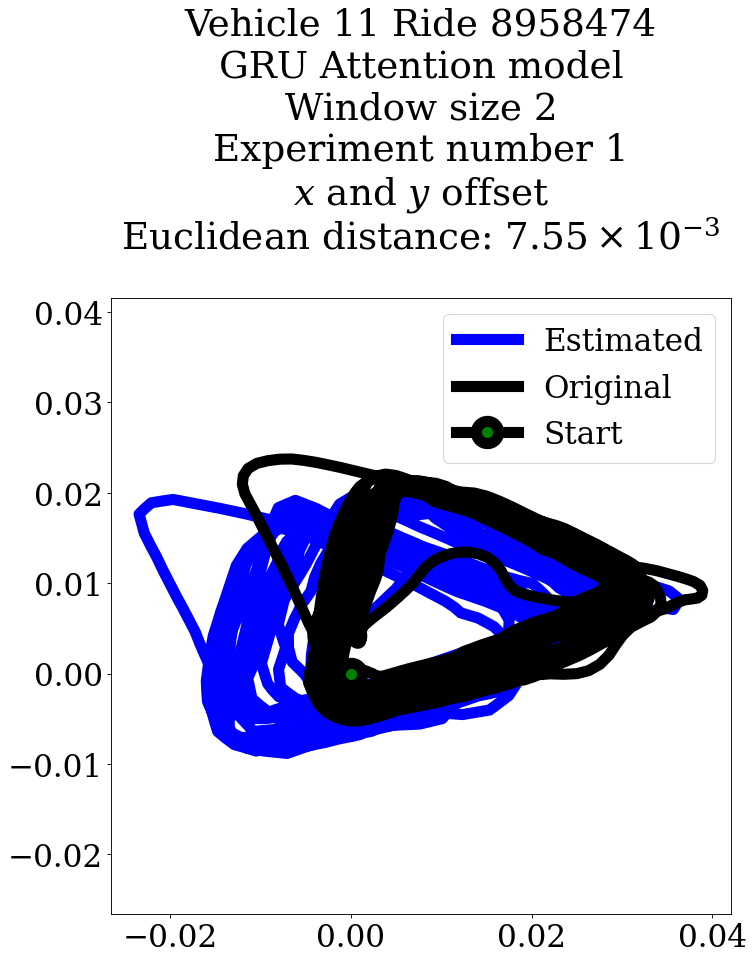 Vehicle 11 Ride 8958474
GRU Attention model
Window size 2
Experiment number 1
x and y offset
Euclidean distance: 7.55 × 10⁻³
0.04
Estimated
0.03
Original
Start
0.02
0.01
0.00
−0.01
−0.02
−0.02 0.00 0.02 0.04